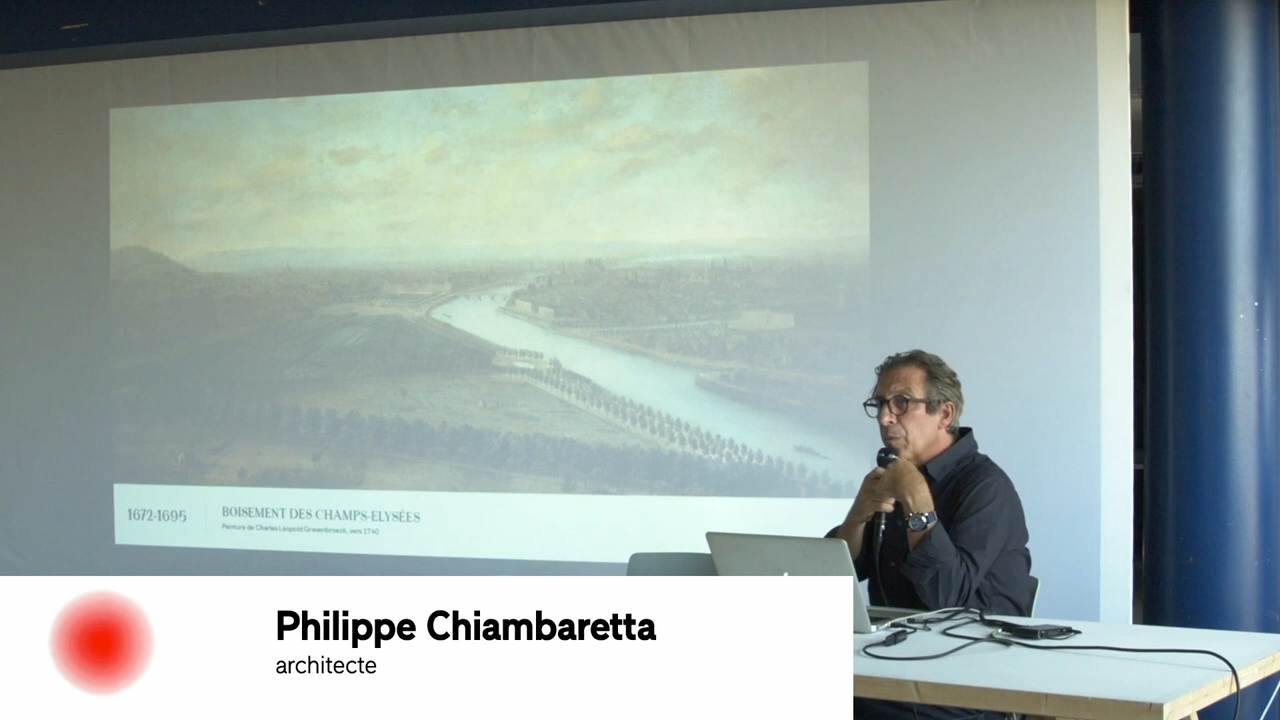 1672-1695
BOISEMENT DES CHAMPS-ELYSÉES
Peinture de Charles Léopold Grevenbroeck, vers 1740
Philippe Chiambaretta
architecte